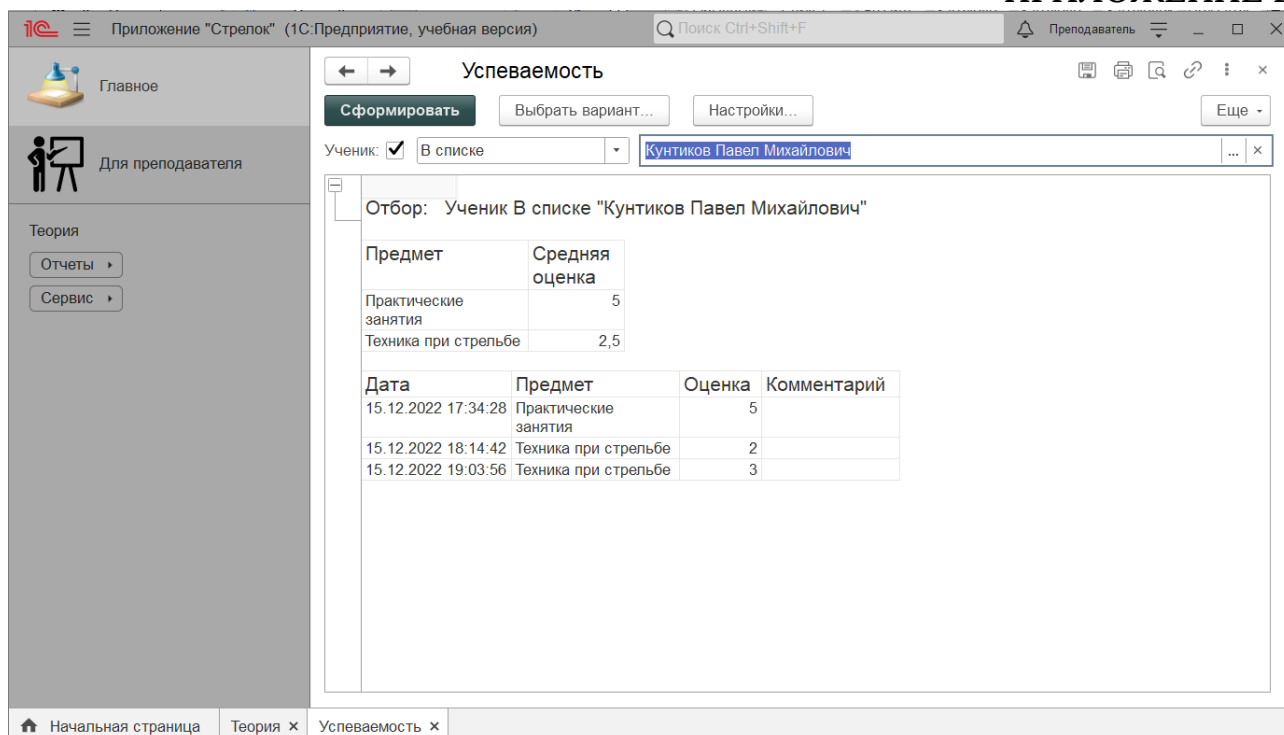 Приложение "Стрелок" (1С:Предприятие, учебная версия)
Поиск Ctrl+Shift+F
Преподаватель
Главное
Для преподавателя
Теория
Отчеты
Сервис
Успеваемость
Сформировать
Выбрать вариант...
Настройки...
Еще
Ученик:
В списке
Кунтиков Павел Михайлович
...
Отбор: Ученик В списке "Кунтиков Павел Михайлович"
Предмет Средняя
оценка
Практические 5
занятия
Техника при стрельбе 2,5
Дата Предмет Оценка Комментарий
15.12.2022 17:34:28 Практические 5
занятия
15.12.2022 18:14:42 Техника при стрельбе 2
15.12.2022 19:03:56 Техника при стрельбе 3
Начальная страница Теория Успеваемость